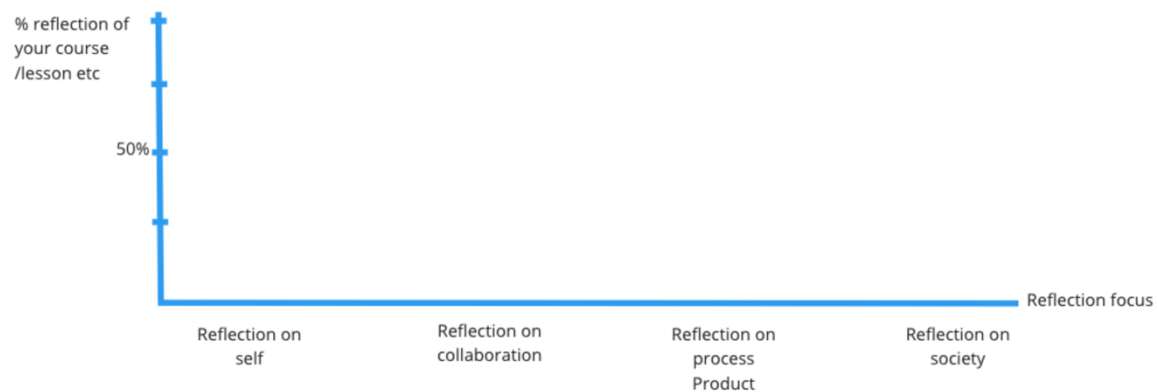 % reflection of
your course
/lesson etc
50%
Reflection focus
Reflection on
self
Reflection on
collaboration
Reflection on
process
Product
Reflection on
society